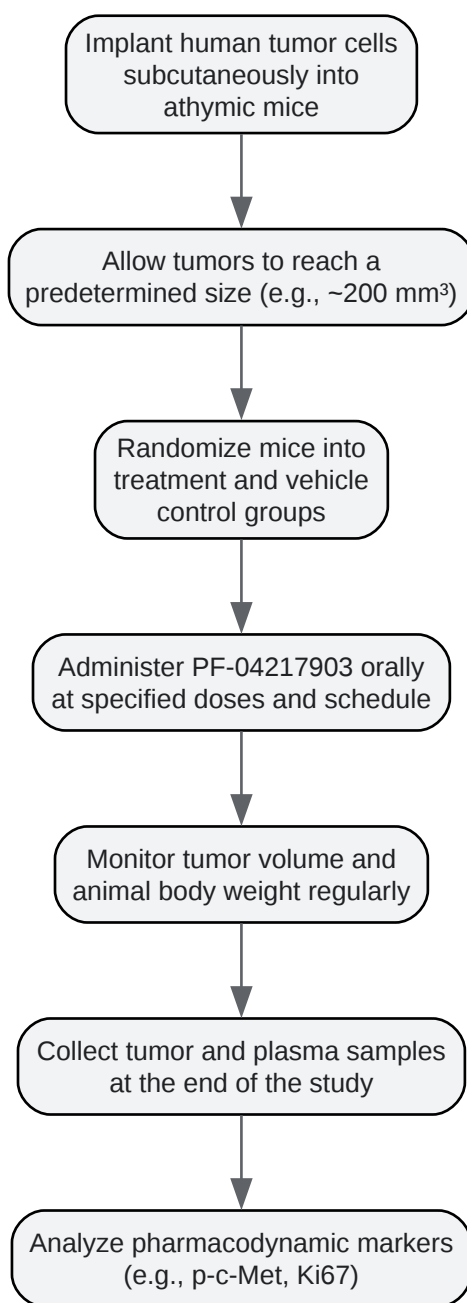 Implant human tumor cells
subcutaneously into
athymic mice
Allow tumors to reach a
predetermined size (e.g., ~200 mm³)
Randomize mice into
treatment and vehicle
control groups
Administer PF-04217903 orally
at specified doses and schedule
Monitor tumor volume and
animal body weight regularly
Collect tumor and plasma samples
at the end of the study
Analyze pharmacodynamic markers
(e.g., p-c-Met, Ki67)